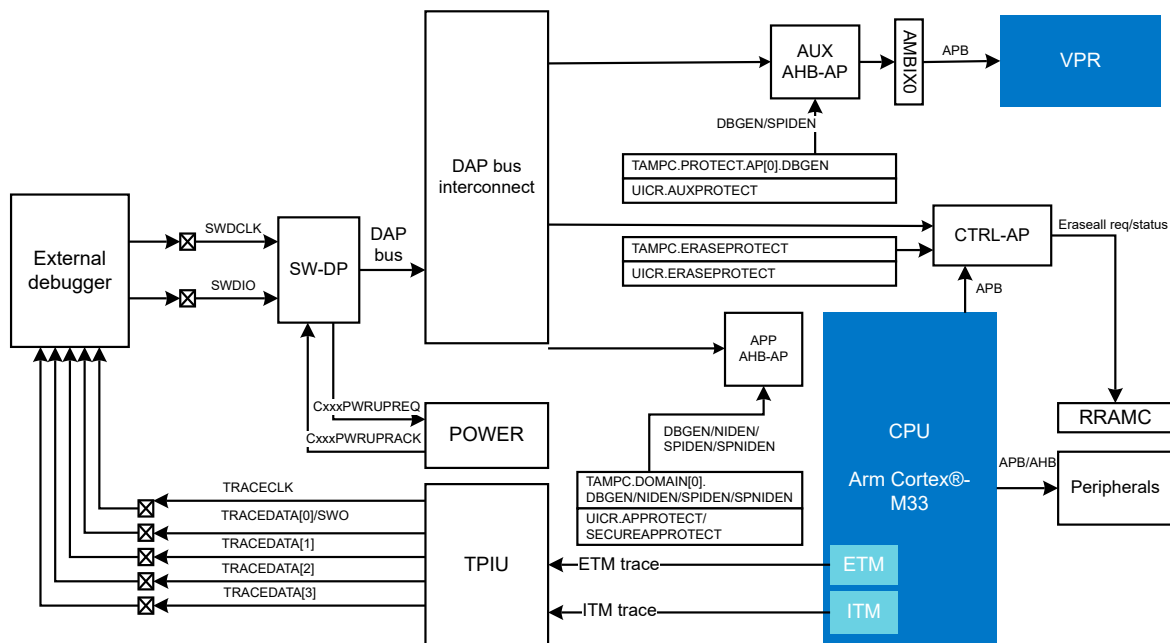 AUX
AHB-AP
AMBIX0
APB
VPR
DBGEN/SPIDEN
TAMPC.PROTECT.AP[0].DBGEN
UICR.AUXPROTECT
DAP bus
interconnect
External
debugger
SWDCLK
SWDIO
SW-DP
DAP
bus
TAMPC.ERASEPROTECT
UICR.ERASEPROTECT
CTRL-AP
Eraseall req/status
APB
APP
AHB-AP
CxxxPWRUPREQ
CxxxPWRUPRACK
POWER
DBGEN/NIDEN/
SPIDEN/SPNIDEN
TAMPC.DOMAIN[0].
DBGEN/NIDEN/SPIDEN/SPNIDEN
UICR.APPROTECT/
SECUREAPPROTECT
CPU
Arm Cortex®-
M33
RRAMC
APB/AHB
Peripherals
TRACECLK
TRACEDATA[0]/SWO
TRACEDATA[1]
TRACEDATA[2]
TRACEDATA[3]
TPIU
ETM trace
ETM
ITM trace
ITM